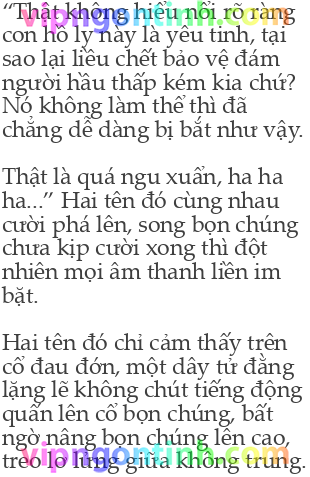 “Thật không hiểu nổi rõ ràng
vipngontinh.com
con hồ ly này là yêu tinh, tại
sao lại liều chết bảo vệ đám
người hầu thấp kém kia chứ?
Nó không làm thế thì đã
chẳng dễ dàng bị bắt như vậy.
Thật là quá ngu xuẩn, ha ha
ha...” Hai tên đó cùng nhau
cười phá lên, song bọn chúng
chưa kịp cười xong thì đột
nhiên mọi âm thanh liền im
bặt.
Hai tên đó chỉ cảm thấy trên
cổ đau đớn, một dây tử đằng
lặng lẽ không chút tiếng động
quấn lên cổ bọn chúng, bất
ngờ nâng bọn chúng lên cao,
vipngontinh.com
treo lơ lửng giữa không trung.